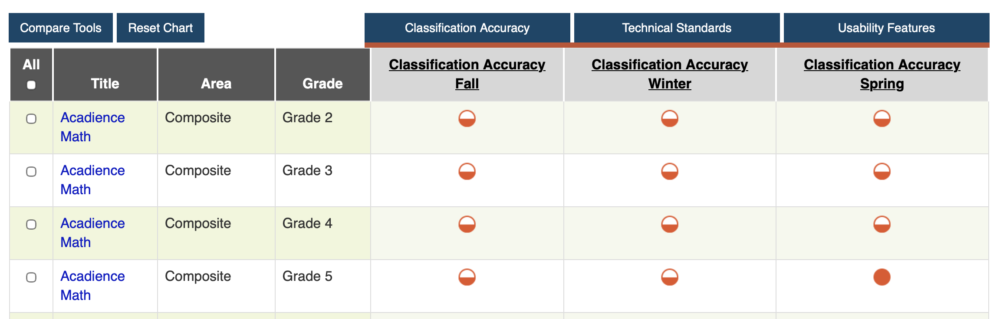 Compare Tools
Reset Chart
Classification Accuracy
Technical Standards
Usability Features
All
Title
Area
Grade
Classification Accuracy
Fall
Classification Accuracy
Winter
Classification Accuracy
Spring
Acadience
Math
Composite
Grade 2
Acadience
Math
Composite
Grade 3
Acadience
Math
Composite
Grade 4
Acadience
Math
Composite
Grade 5